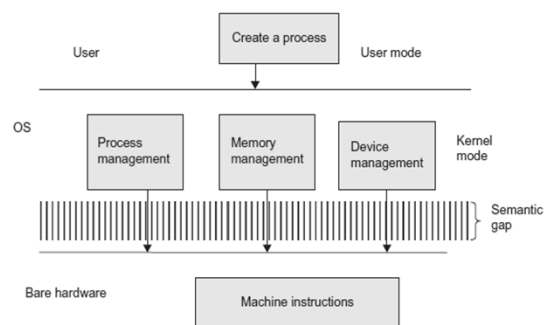 Create a process
User
User mode
OS
Process
management
Memory
management
Device
management
Kernel
mode
Semantic
gap
Bare hardware
Machine instructions